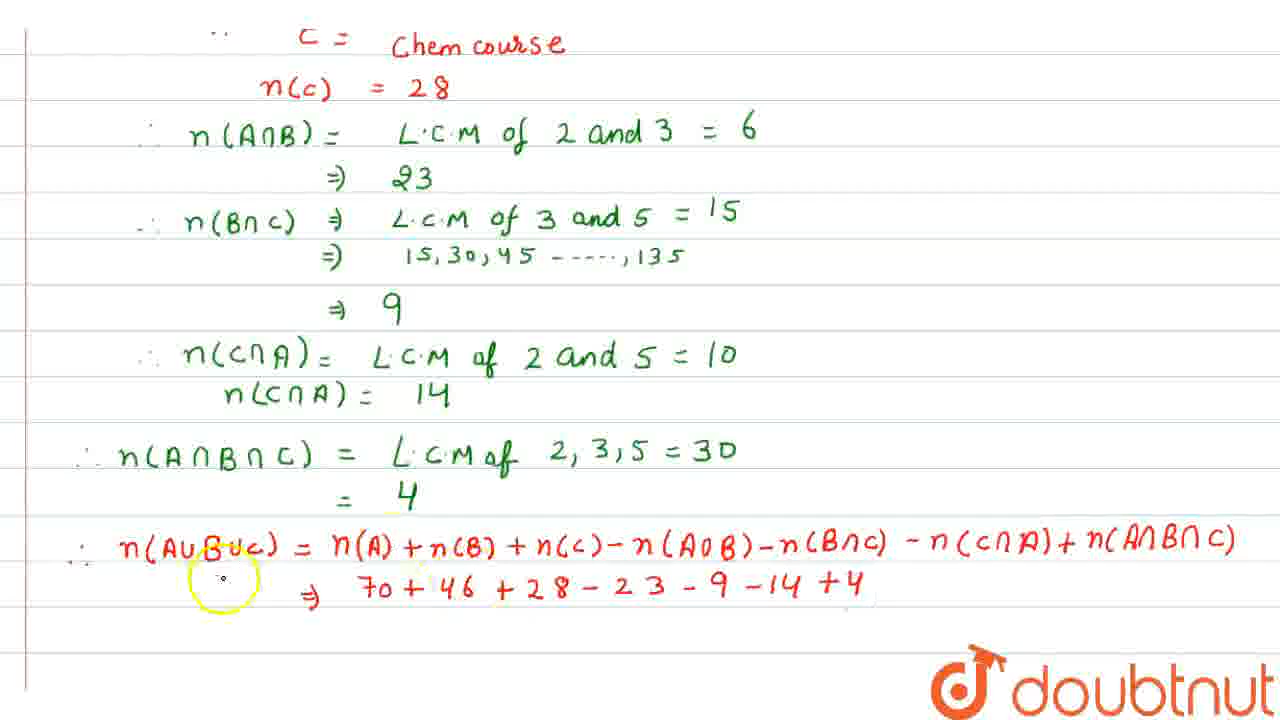 ∵ C = Chem course
n(C) = 28
∴ n(A∩B) = L.C.M of 2 and 3 = 6
⇒ 23
∴ n(B∩C) ⇒ L.C.M of 3 and 5 = 15
⇒ 15, 30, 45 -----, 135
⇒ 9
∴ n(C∩A) = L.C.M of 2 and 5 = 10
n(C∩A) = 14
∴ n(A∩B∩C) = L.C.M of 2, 3, 5 = 30
= 4
∴ n(A∪B∪C) = n(A) + n(B) + n(C) - n(A∩B) - n(B∩C) - n(C∩A) + n(A∩B∩C)
⇒ 70 + 46 + 28 - 23 - 9 - 14 + 4
doubtnut